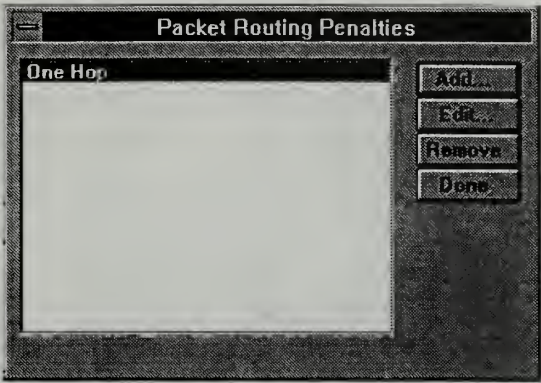 Packet Routing Penalties
One Hop
Add...
Edit...
Remove
Done